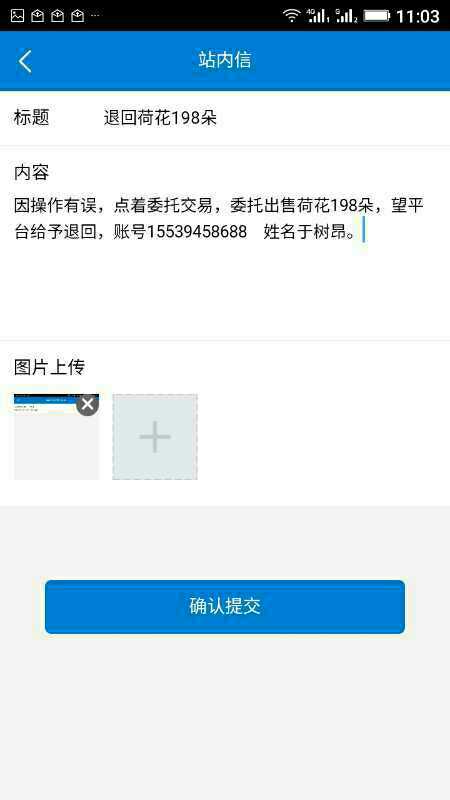 4G 1 G 2 11:03
站内信
标题 退回荷花198朵
内容
因操作有误，点着委托交易，委托出售荷花198朵，望平
台给予退回，账号15539458688 姓名于树昂。
图片上传
确认提交